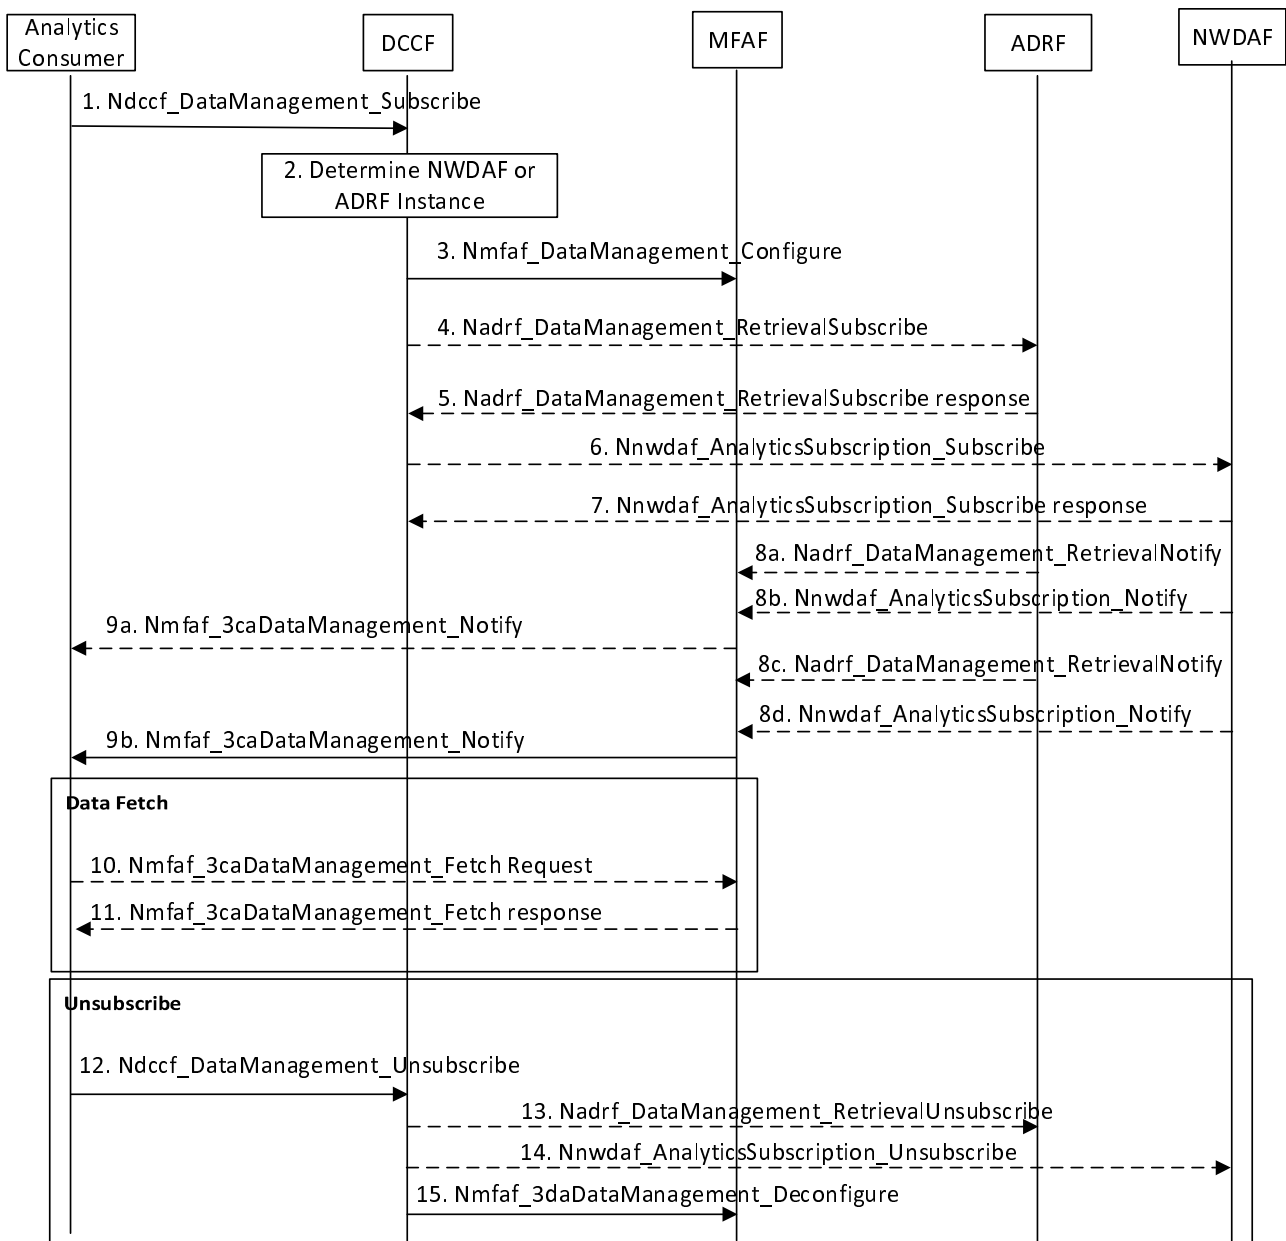 Analytics
Consumer
DCCF
MFAF
ADRF
NWDAF
1. Ndccf_DataManagement_Subscribe
2. Determine NWDAF or
ADRF Instance
3. Nmfaf_DataManagement_Configure
4. Nadrf_DataManagement_RetrievalSubscribe
5. Nadrf_DataManagement_RetrievalSubscribe response
6. Nnwdaf_AnalyticsSubscription_Subscribe
7. Nnwdaf_AnalyticsSubscription_Subscribe response
8a. Nadrf_DataManagement_RetrievalNotify
8b. Nnwdaf_AnalyticsSubscription_Notify
9a. Nmfaf_3caDataManagement_Notify
8c. Nadrf_DataManagement_RetrievalNotify
8d. Nnwdaf_AnalyticsSubscription_Notify
9b. Nmfaf_3caDataManagement_Notify
Data Fetch
10. Nmfaf_3caDataManagement_Fetch Request
11. Nmfaf_3caDataManagement_Fetch response
Unsubscribe
12. Ndccf_DataManagement_Unsubscribe
13. Nadrf_DataManagement_RetrievalUnsubscribe
14. Nnwdaf_AnalyticsSubscription_Unsubscribe
15. Nmfaf_3daDataManagement_Deconfigure